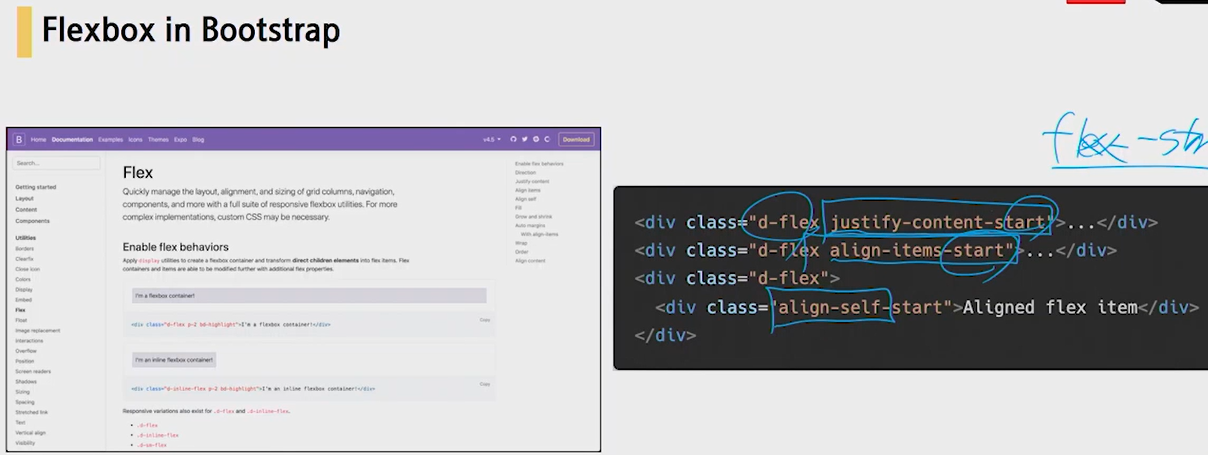 Flexbox in Bootstrap
B Home Documentation Examples Icons Themes Expo Blog v4.5 Download
Search...
Getting started
Layout
Content
Components
Utilities
Borders
Clearfix
Close icon
Colors
Display
Embed
Flex
Float
Image replacement
Interactions
Overflow
Position
Screen readers
Shadows
Sizing
Spacing
Stretched link
Text
Vertical align
Visibility
Flex
Quickly manage the layout, alignment, and sizing of grid columns, navigation,
components, and more with a full suite of responsive flexbox utilities. For more
complex implementations, custom CSS may be necessary.
Enable flex behaviors
Apply display utilities to create a flexbox container and transform direct children elements into flex items. Flex
containers and items are able to be modified further with additional flex properties.
I'm a flexbox container!
Copy
<div class="d-flex p-2 bd-highlight">I'm a flexbox container!</div>
I'm an inline flexbox container!
Copy
<div class="d-inline-flex p-2 bd-highlight">I'm an inline flexbox container!</div>
Responsive variations also exist for .d-flex and .d-inline-flex.
• .d-flex
• .d-inline-flex
• .d-sm-flex
Enable flex behaviors
Direction
Justify content
Align items
Align self
Fill
Grow and shrink
Auto margins
With align-items
Wrap
Order
Align content
flex-st
<div class="d-flex justify-content-start">...</div>
<div class="d-flex align-items-start">...</div>
<div class="d-flex">
<div class="align-self-start">Aligned flex item</div>
</div>